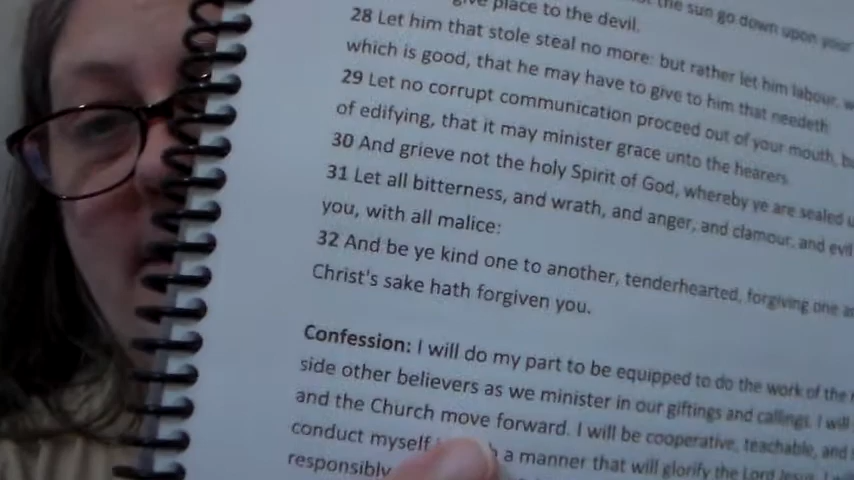 the sun go down upon your
place to the devil.
28 Let him that stole steal no more: but rather let him labour,
which is good, that he may have to give to him that needeth
29 Let no corrupt communication proceed out of your mouth,
of edifying, that it may minister grace unto the hearers.
30 And grieve not the holy Spirit of God, whereby ye are sealed
31 Let all bitterness, and wrath, and anger, and clamour, and evil
you, with all malice:
32 And be ye kind one to another, tenderhearted, forgiving one
Christ's sake hath forgiven you.
Confession: I will do my part to be equipped to do the work of the
side other believers as we minister in our giftings and callings. I will
and the Church move forward. I will be cooperative, teachable, and
conduct myself a manner that will glorify the Lord Jesus.
responsibly